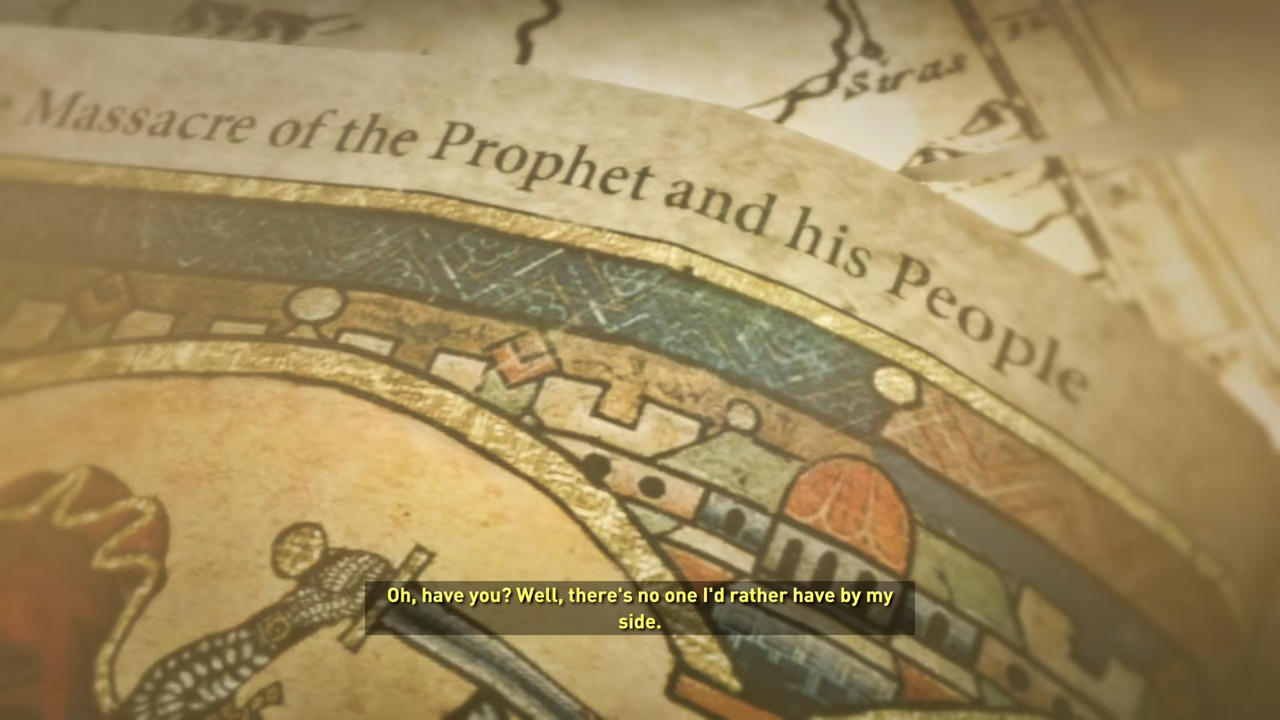 Siras
Massacre of the Prophet and his People
Oh, have you? Well, there's no one I'd rather have by my
side.